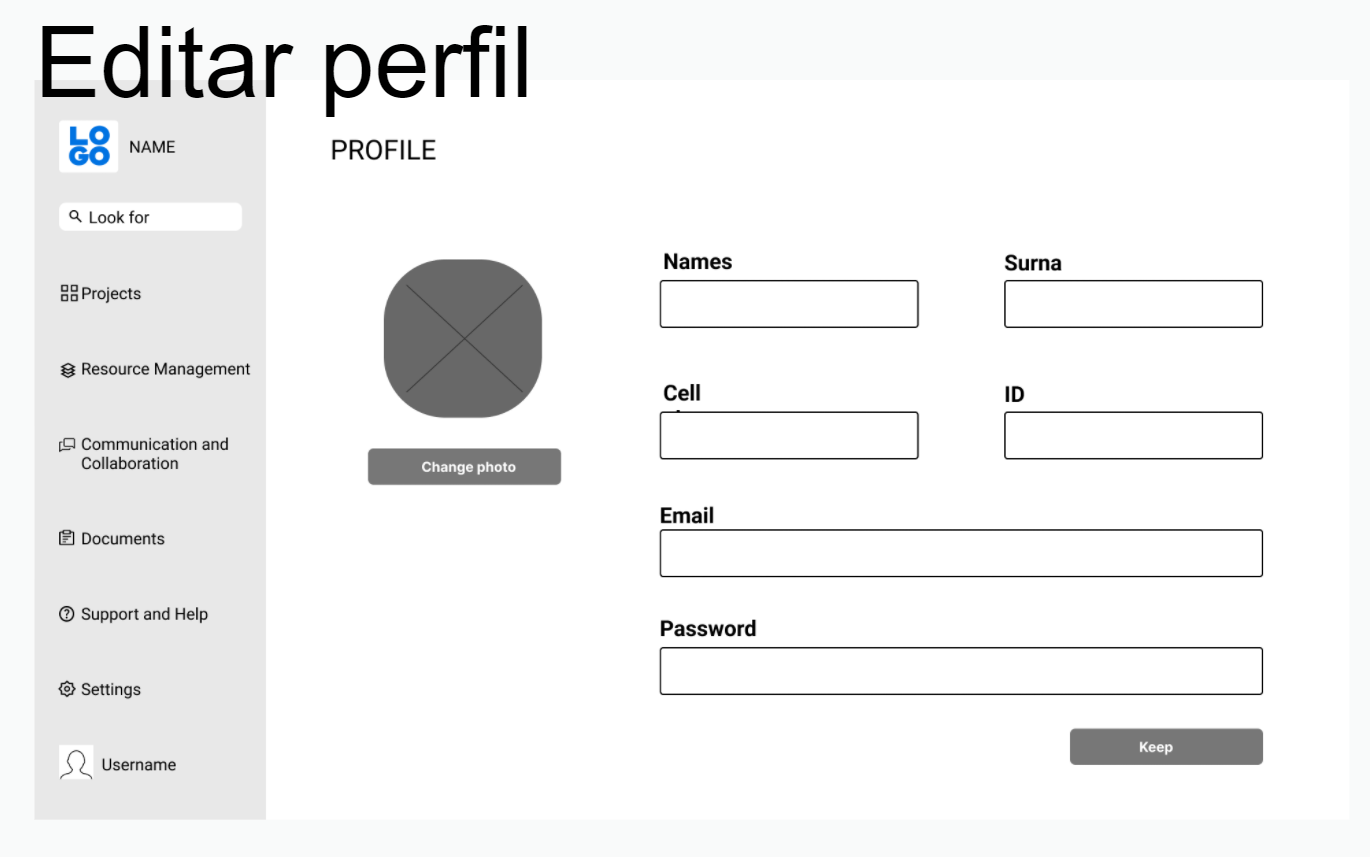 Editar perfil
LO
GO
NAME
Look for
Projects
Resource Management
Communication and
Collaboration
Documents
Support and Help
Settings
Username
PROFILE
Change photo
Names
Surna
Cell
ID
Email
Password
Keep